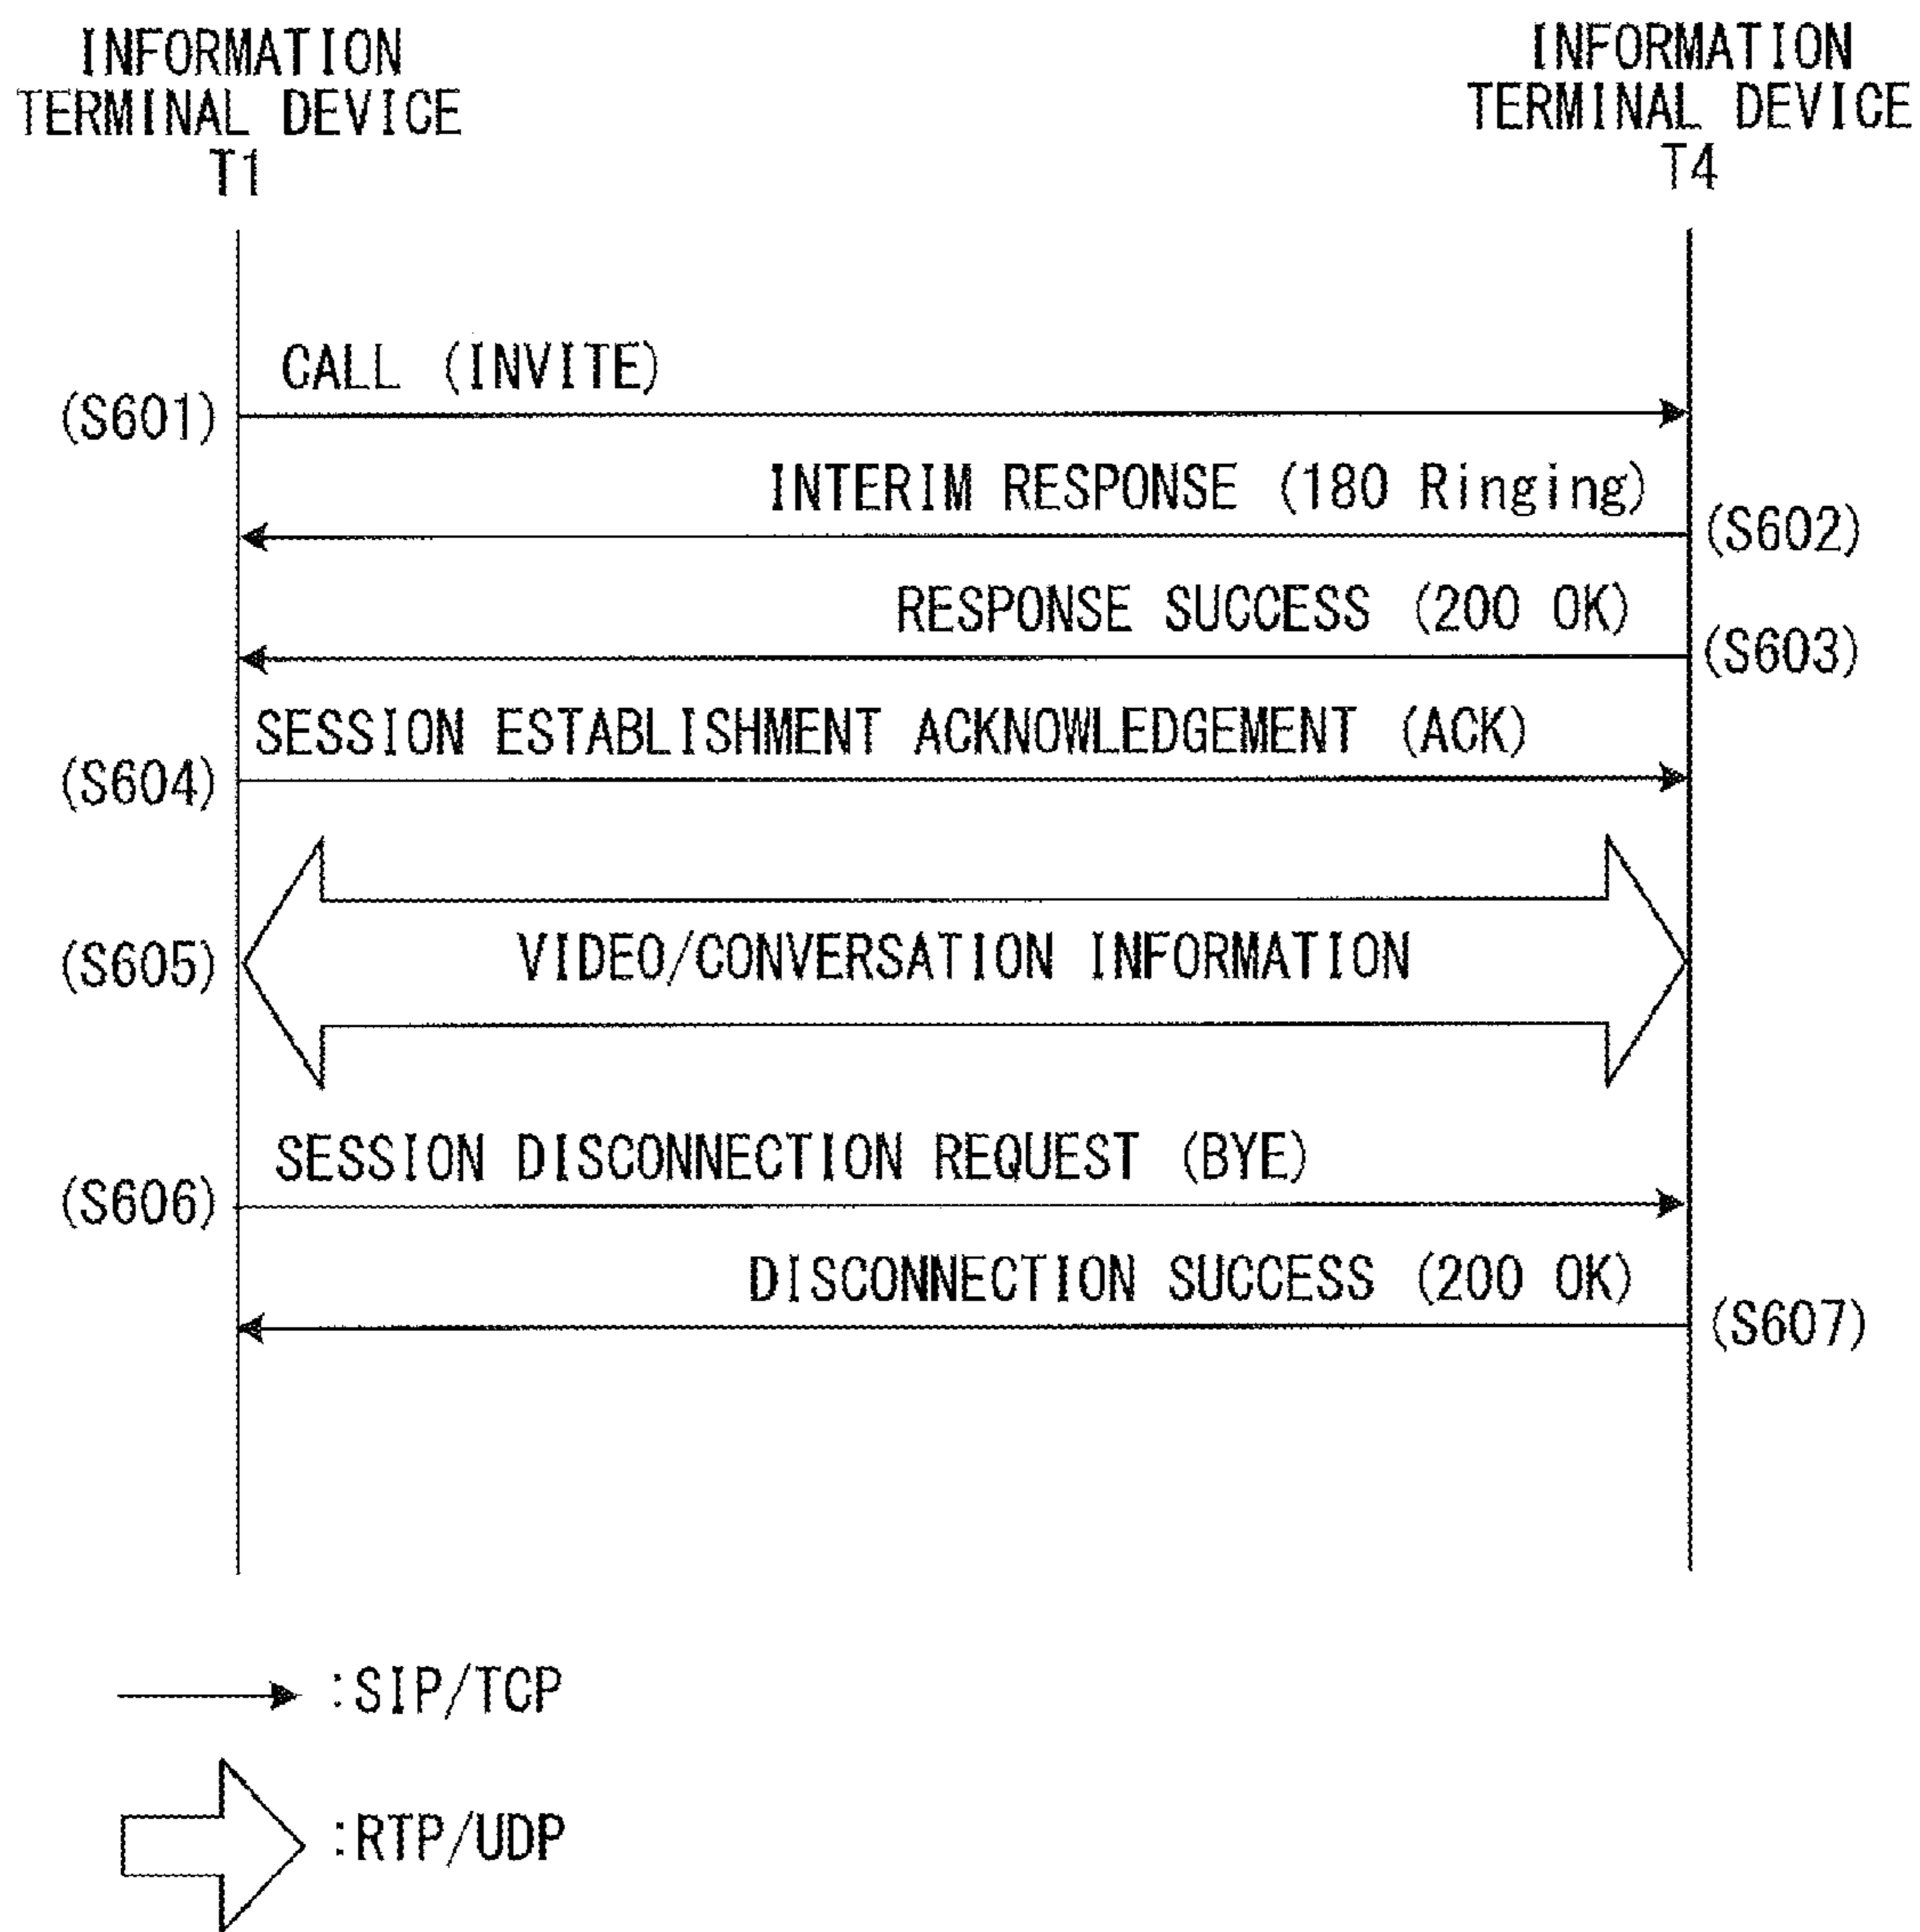 INFORMATION
TERMINAL DEVICE
T1
INFORMATION
TERMINAL DEVICE
T4
CALL (INVITE)
(S601)
INTERIM RESPONSE (180 Ringing)
(S602)
RESPONSE SUCCESS (200 OK)
(S603)
SESSION ESTABLISHMENT ACKNOWLEDGEMENT (ACK)
(S604)
(S605)
VIDEO/CONVERSATION INFORMATION
SESSION DISCONNECTION REQUEST (BYE)
(S606)
DISCONNECTION SUCCESS (200 OK)
(S607)
:SIP/TCP
:RTP/UDP